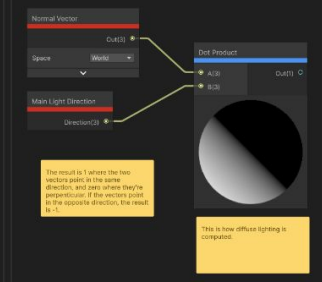 Normal Vector
Out(3)
Space
World
Main Light Direction
Direction(3)
Dot Product
A(3)
Out(1)
B(3)
The result is 1 where the two
vectors point in the same
direction, and zero where they're
perpendicular. If the vectors point
in the opposite direction, the result
is -1.
This is how diffuse lighting is
computed.